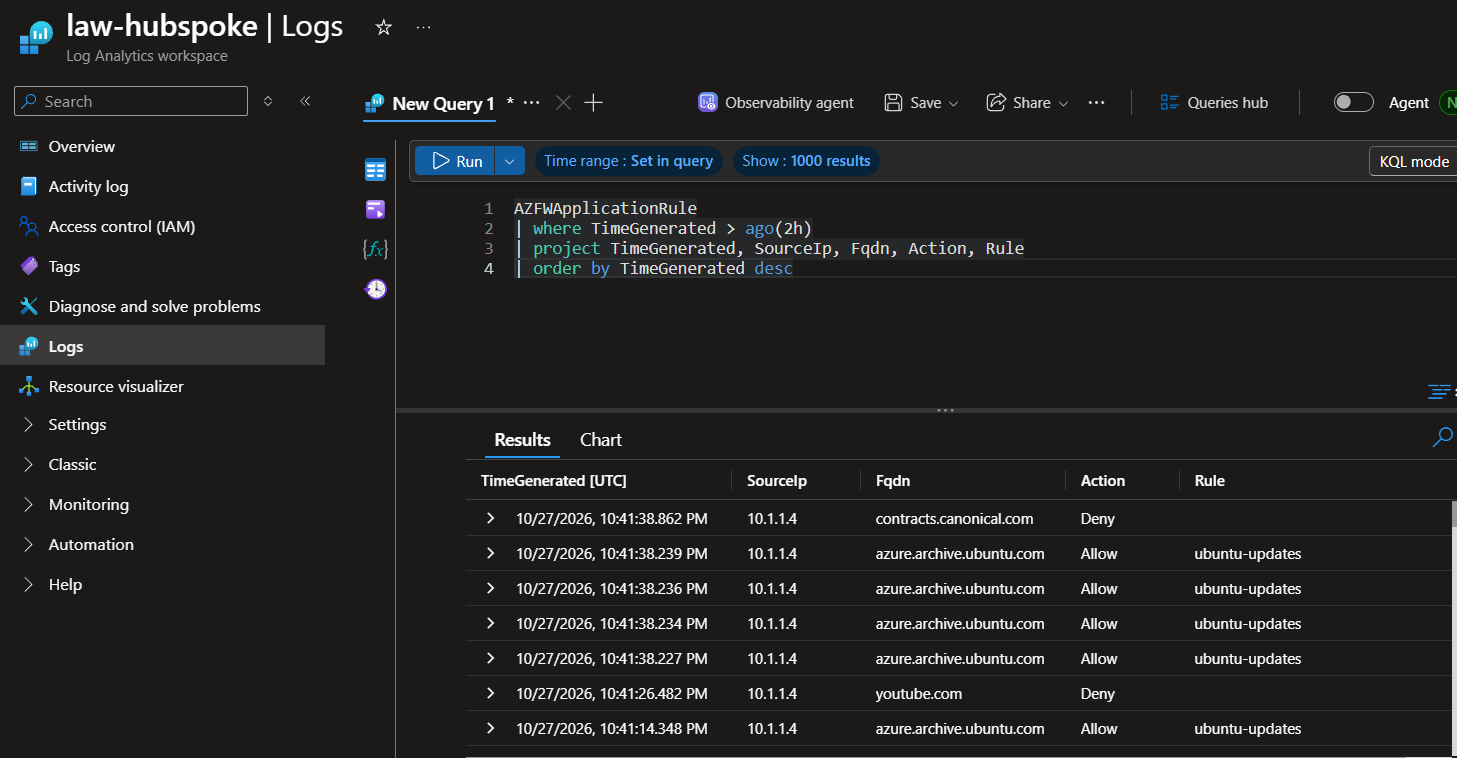 law-hubspoke | Logs
Log Analytics workspace
Search
Overview
Activity log
Access control (IAM)
Tags
Diagnose and solve problems
Logs
Resource visualizer
Settings
Classic
Monitoring
Automation
Help
New Query 1 * ···
Observability agent
Save
Share
Queries hub
Agent
N
Run
Time range : Set in query
Show : 1000 results
KQL mode
1 AZFWApplicationRule
2 | where TimeGenerated > ago(2h)
3 | project TimeGenerated, SourceIp, Fqdn, Action, Rule
4 | order by TimeGenerated desc
Results Chart
TimeGenerated [UTC] SourceIp Fqdn Action Rule
10/27/2026, 10:41:38.862 PM 10.1.1.4 contracts.canonical.com Deny
10/27/2026, 10:41:38.239 PM 10.1.1.4 azure.archive.ubuntu.com Allow ubuntu-updates
10/27/2026, 10:41:38.236 PM 10.1.1.4 azure.archive.ubuntu.com Allow ubuntu-updates
10/27/2026, 10:41:38.234 PM 10.1.1.4 azure.archive.ubuntu.com Allow ubuntu-updates
10/27/2026, 10:41:38.227 PM 10.1.1.4 azure.archive.ubuntu.com Allow ubuntu-updates
10/27/2026, 10:41:26.482 PM 10.1.1.4 youtube.com Deny
10/27/2026, 10:41:14.348 PM 10.1.1.4 azure.archive.ubuntu.com Allow ubuntu-updates